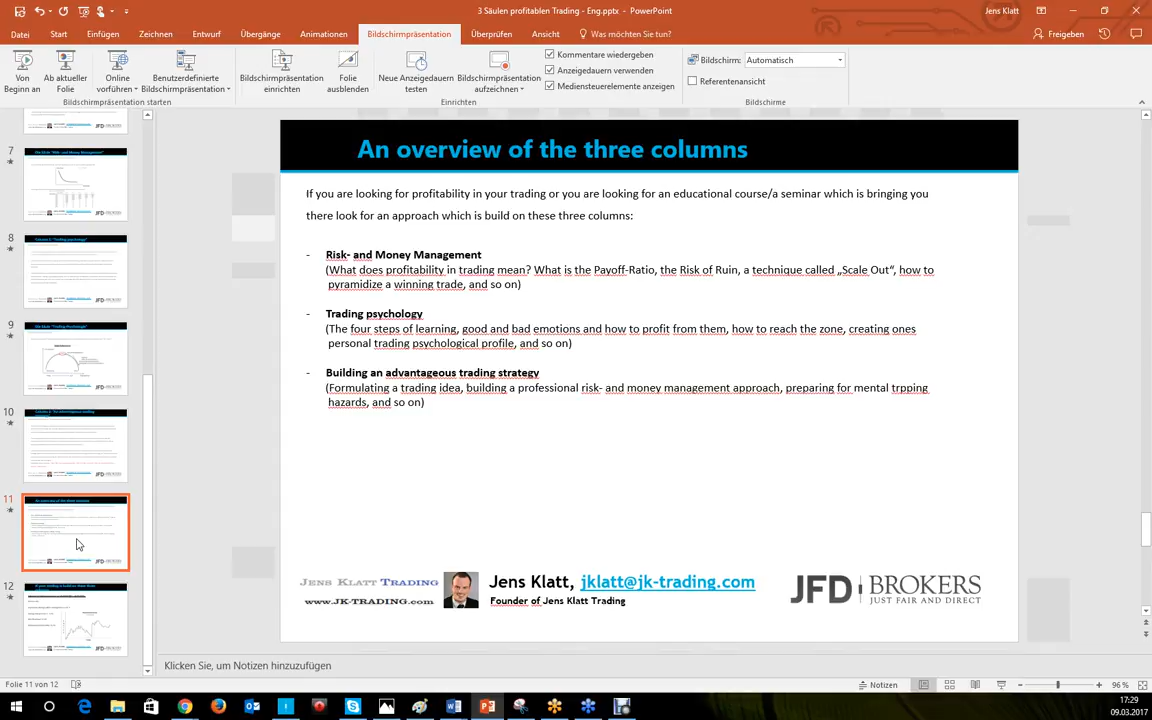 3 Säulen profitablen Trading - Eng.pptx - PowerPoint
Jens Klatt
Datei
Start
Einfügen
Zeichnen
Entwurf
Übergänge
Animationen
Bildschirmpräsentation
Überprüfen
Ansicht
Was möchten Sie tun?
Freigeben
Von Beginn an
Ab aktueller Folie
Online vorführen
Benutzerdefinierte Bildschirmpräsentation
Bildschirmpräsentation einrichten
Folie ausblenden
Neue Anzeigedauern testen
Bildschirmpräsentation aufzeichnen
Kommentare wiedergeben
Anzeigedauern verwenden
Mediensteuerelemente anzeigen
Bildschirm: Automatisch
Referentenansicht
Bildschirmpräsentation starten
Einrichten
Bildschirme
7
8
9
10
11
12
An overview of the three columns
If you are looking for profitability in your trading or you are looking for an educational course/a seminar which is bringing you
there look for an approach which is build on these three columns:
- Risk- and Money Management
(What does profitability in trading mean? What is the Payoff-Ratio, the Risk of Ruin, a technique called „Scale Out“, how to
pyramidize a winning trade, and so on)
- Trading psychology
(The four steps of learning, good and bad emotions and how to profit from them, how to reach the zone, creating ones
personal trading psychological profile, and so on)
- Building an advantageous trading strategy
(Formulating a trading idea, building a professional risk- and money management approach, preparing for mental trpping
hazards, and so on)
JENS KLATT TRADING
www.JK-TRADING.com
Jens Klatt, jklatt@jk-trading.com
Founder of Jens Klatt Trading
JFD BROKERS
JUST FAIR AND DIRECT
Klicken Sie, um Notizen hinzuzufügen
Folie 11 von 12
Notizen
96 %
17:29
09.03.2017